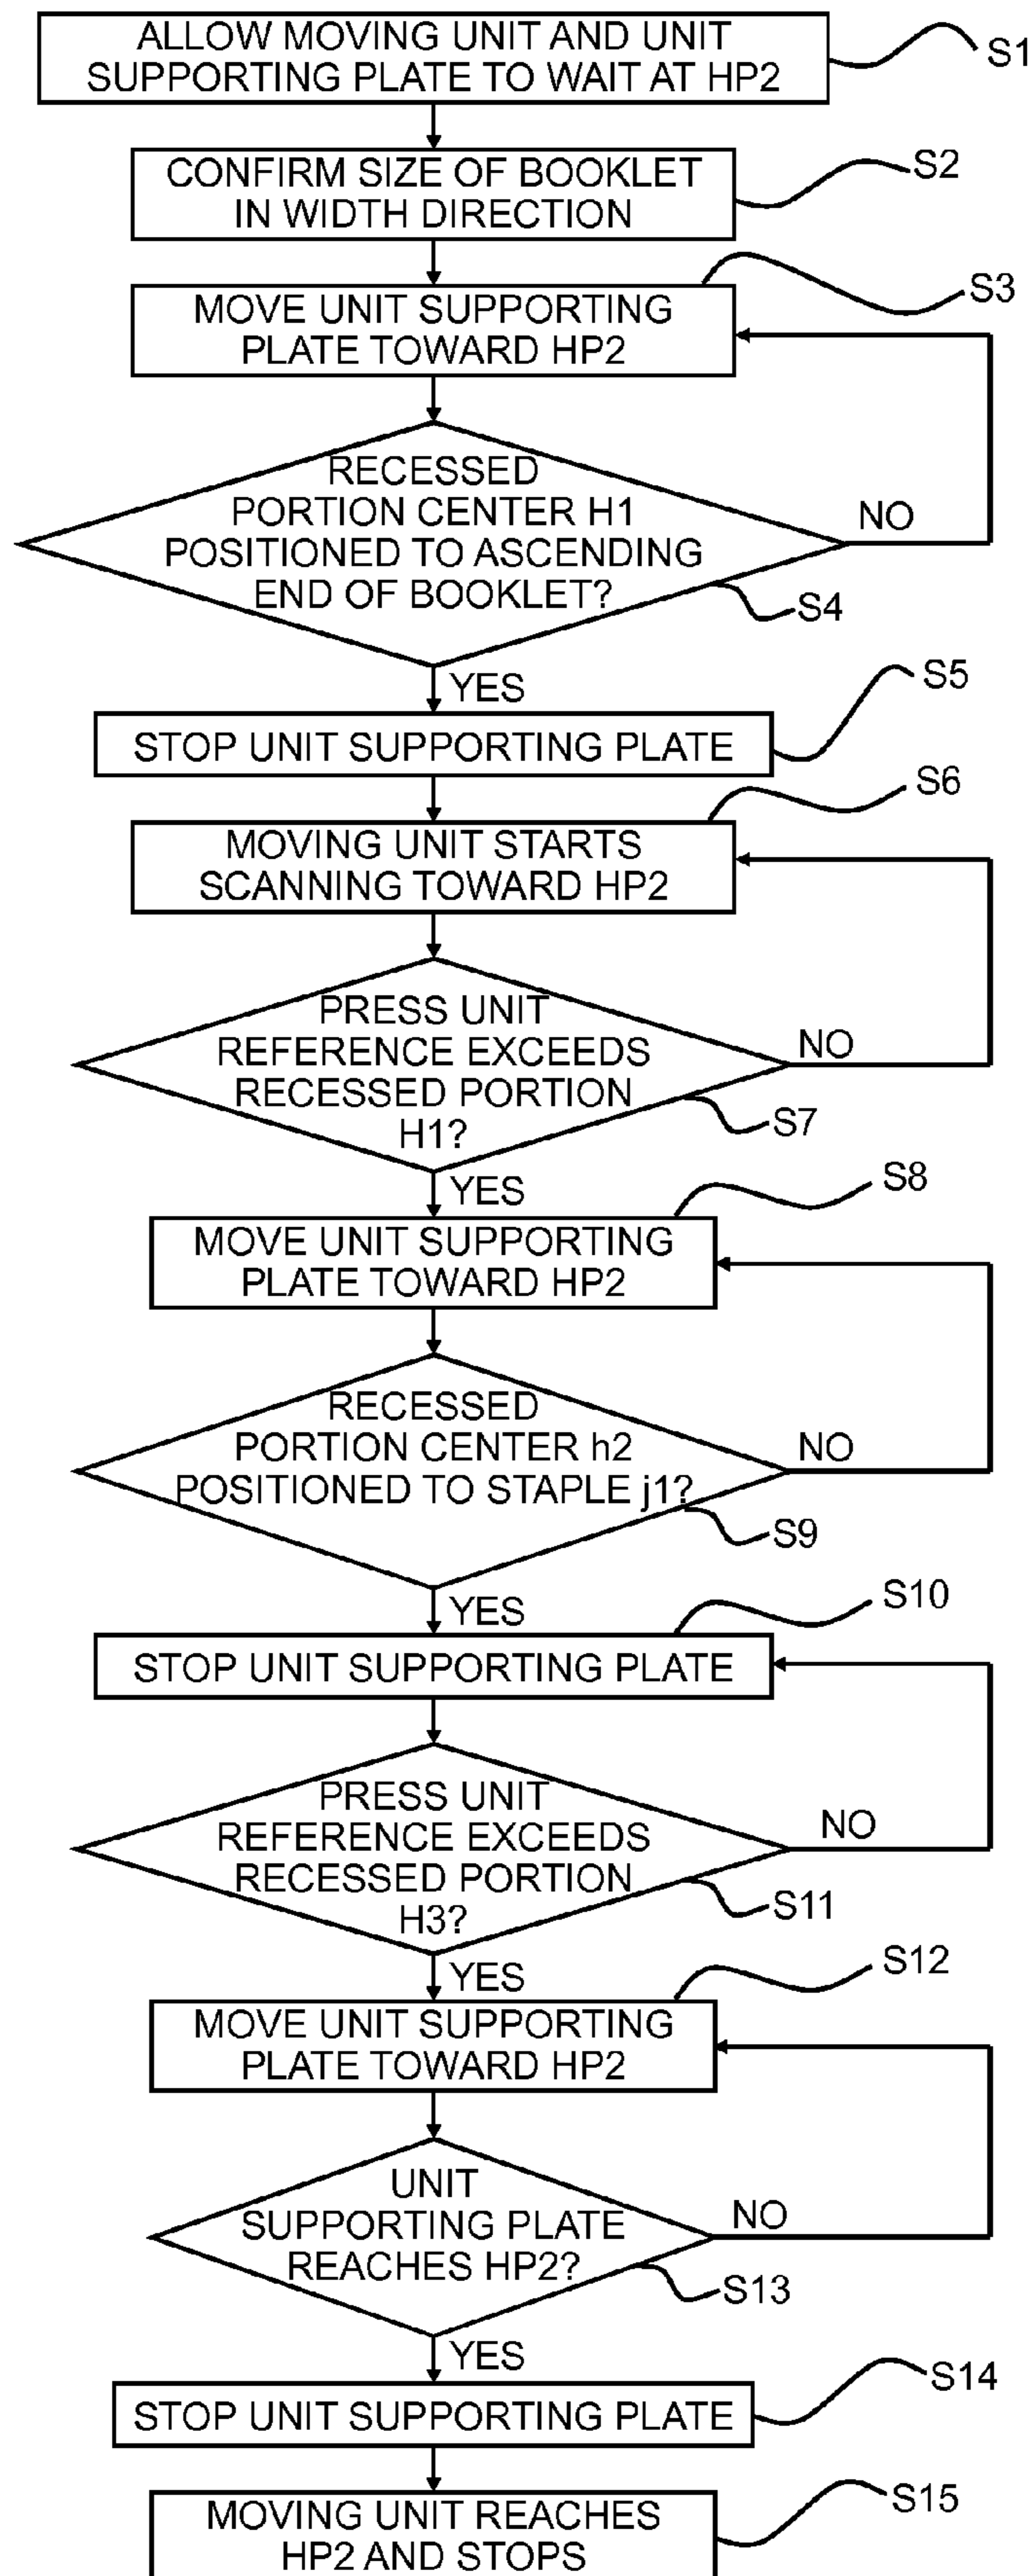 ALLOW MOVING UNIT AND UNIT
SUPPORTING PLATE TO WAIT AT HP2
S1
CONFIRM SIZE OF BOOKLET
IN WIDTH DIRECTION
S2
MOVE UNIT SUPPORTING
PLATE TOWARD HP2
S3
RECESSED
PORTION CENTER H1
POSITIONED TO ASCENDING
END OF BOOKLET?
NO
S4
YES
STOP UNIT SUPPORTING PLATE
S5
MOVING UNIT STARTS
SCANNING TOWARD HP2
S6
PRESS UNIT
REFERENCE EXCEEDS
RECESSED PORTION
H1?
NO
S7
YES
MOVE UNIT SUPPORTING
PLATE TOWARD HP2
S8
RECESSED
PORTION CENTER h2
POSITIONED TO STAPLE j1?
NO
S9
YES
STOP UNIT SUPPORTING PLATE
S10
PRESS UNIT
REFERENCE EXCEEDS
RECESSED PORTION
H3?
NO
S11
YES
MOVE UNIT SUPPORTING
PLATE TOWARD HP2
S12
UNIT
SUPPORTING PLATE
REACHES HP2?
NO
S13
YES
STOP UNIT SUPPORTING PLATE
S14
MOVING UNIT REACHES
HP2 AND STOPS
S15